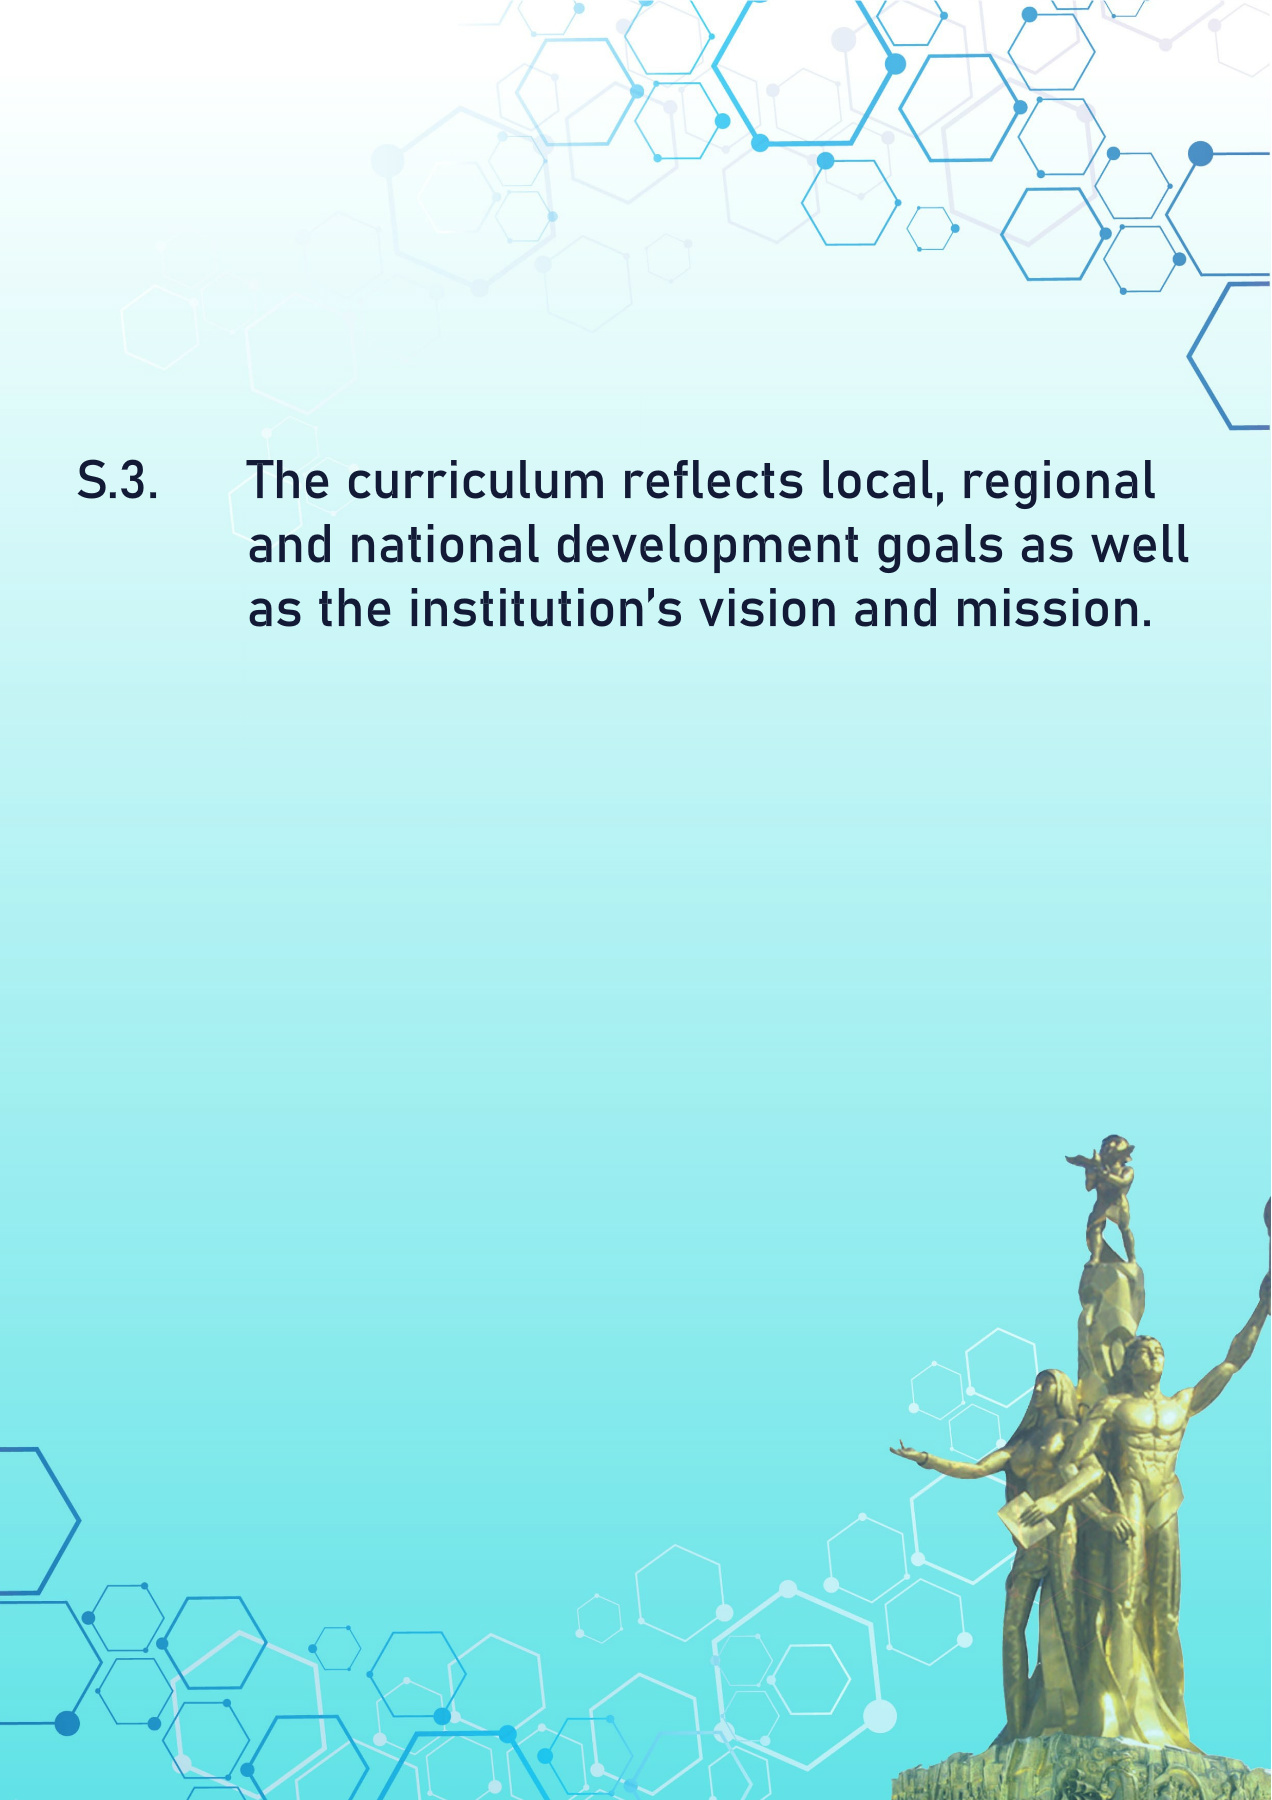 S.3. The curriculum reflects local, regional
and national development goals as well
as the institution's vision and mission.